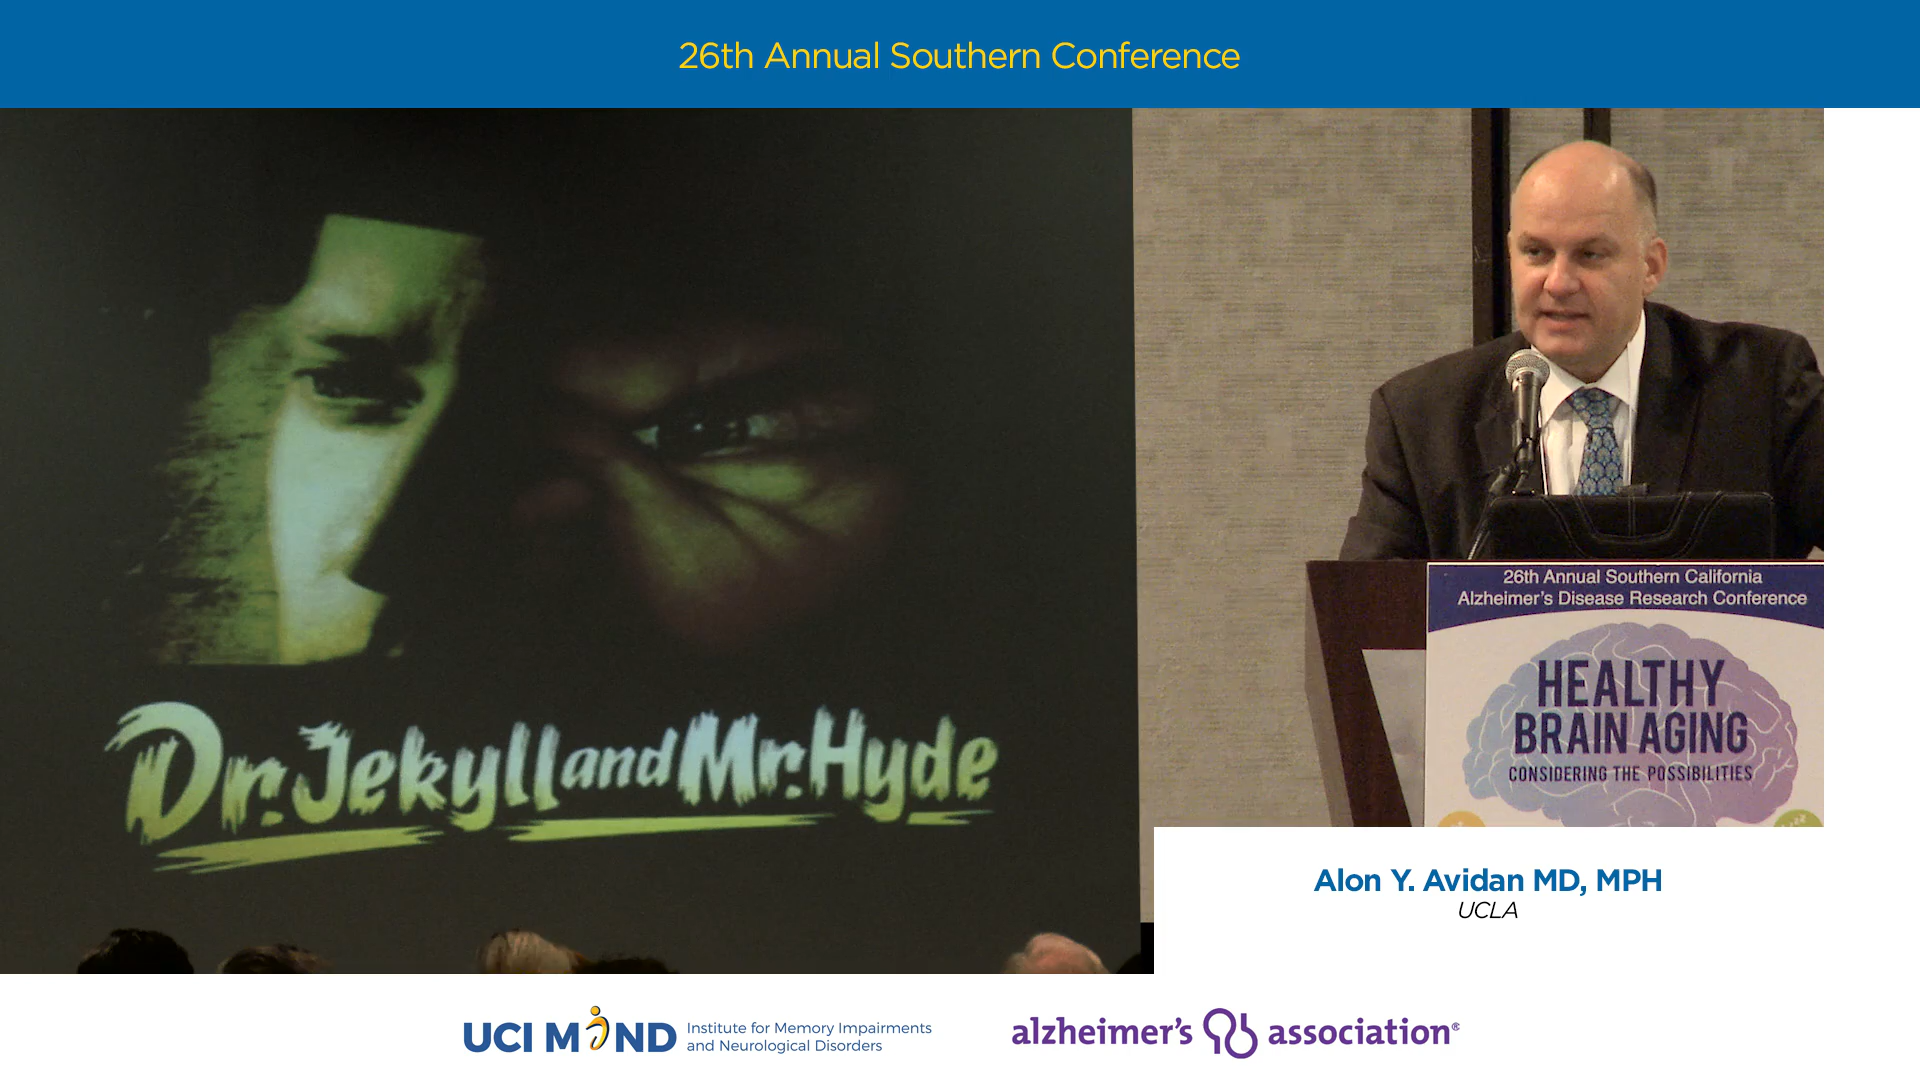 26th Annual Southern Conference
Dr. Jekyll and Mr. Hyde
26th Annual Southern California
Alzheimer's Disease Research Conference
HEALTHY
BRAIN AGING
CONSIDERING THE POSSIBILITIES
Alon Y. Avidan MD, MPH
UCLA
UCI MIND
Institute for Memory Impairments
and Neurological Disorders
alzheimer's association®